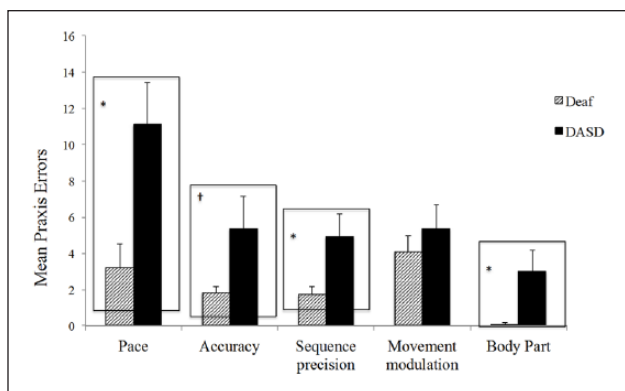 16
14
12
10
8
6
4
2
0
Mean Praxis Errors
*
†
*
*
Deaf
DASD
Pace
Accuracy
Sequence
precision
Movement
modulation
Body Part